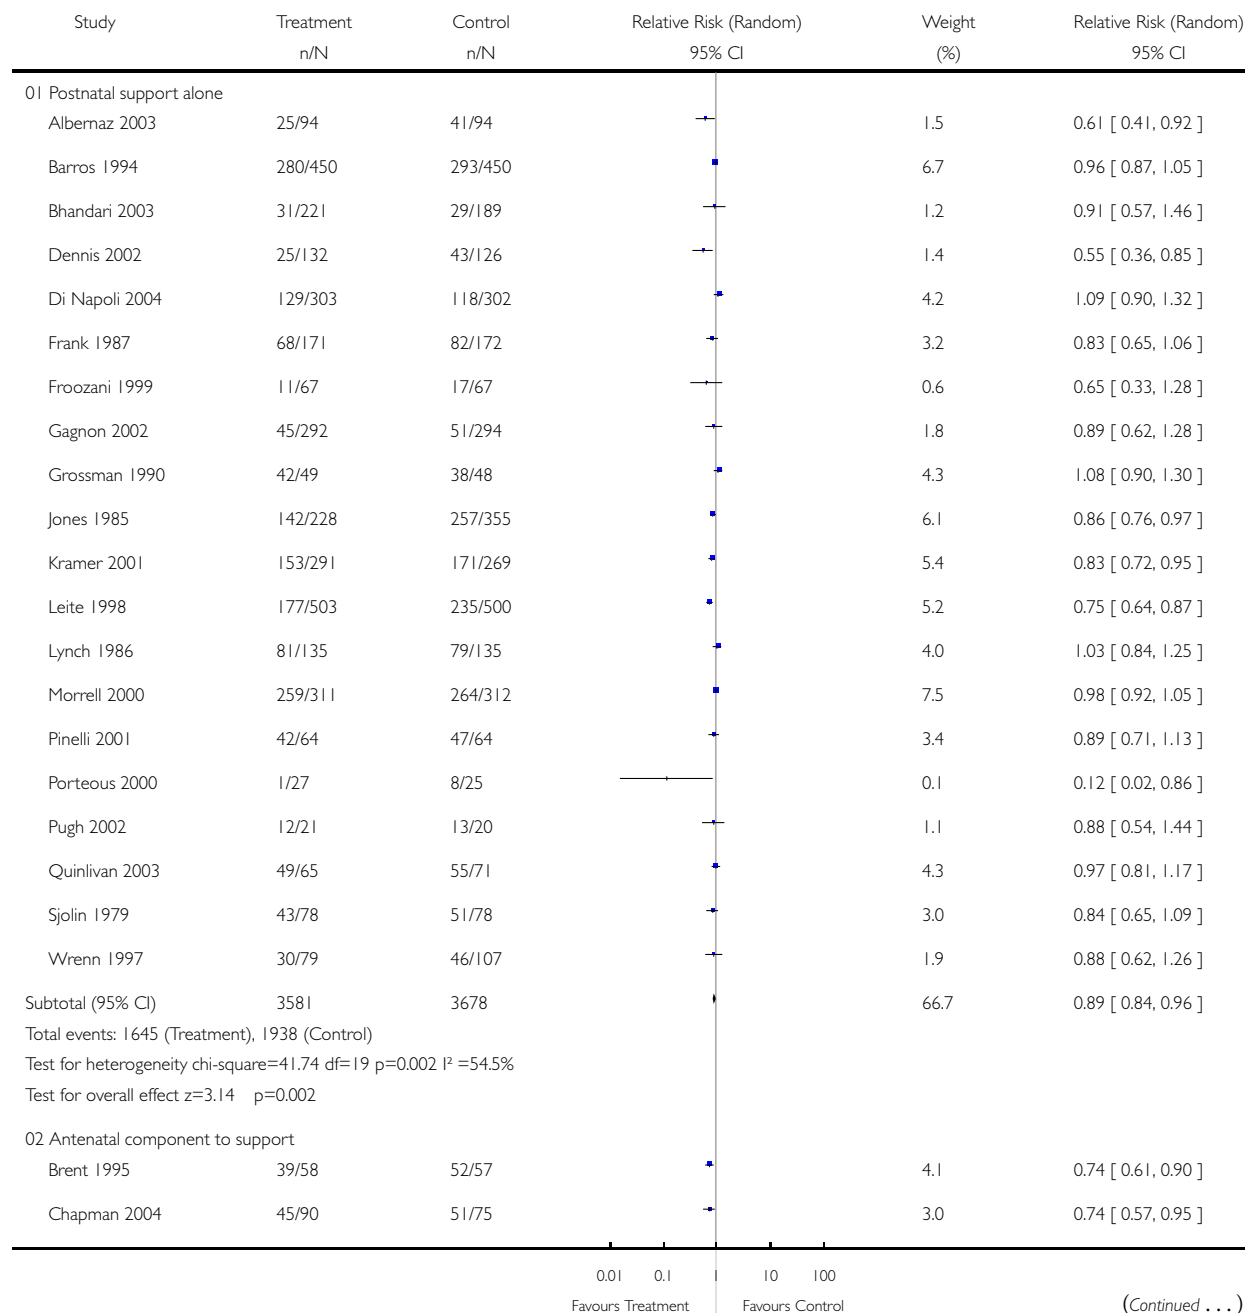 Study Treatment Control Relative Risk (Random) Weight Relative Risk (Random)
n/N n/N 95% CI (%) 95% CI
01 Postnatal support alone
Albernaz 2003 25/94 41/94 1.5 0.61 [ 0.41, 0.92 ]
Barros 1994 280/450 293/450 6.7 0.96 [ 0.87, 1.05 ]
Bhandari 2003 31/221 29/189 1.2 0.91 [ 0.57, 1.46 ]
Dennis 2002 25/132 43/126 1.4 0.55 [ 0.36, 0.85 ]
Di Napoli 2004 129/303 118/302 4.2 1.09 [ 0.90, 1.32 ]
Frank 1987 68/171 82/172 3.2 0.83 [ 0.65, 1.06 ]
Froozani 1999 11/67 17/67 0.6 0.65 [ 0.33, 1.28 ]
Gagnon 2002 45/292 51/294 1.8 0.89 [ 0.62, 1.28 ]
Grossman 1990 42/49 38/48 4.3 1.08 [ 0.90, 1.30 ]
Jones 1985 142/228 257/355 6.1 0.86 [ 0.76, 0.97 ]
Kramer 2001 153/291 171/269 5.4 0.83 [ 0.72, 0.95 ]
Leite 1998 177/503 235/500 5.2 0.75 [ 0.64, 0.87 ]
Lynch 1986 81/135 79/135 4.0 1.03 [ 0.84, 1.25 ]
Morrell 2000 259/311 264/312 7.5 0.98 [ 0.92, 1.05 ]
Pinelli 2001 42/64 47/64 3.4 0.89 [ 0.71, 1.13 ]
Porteous 2000 1/27 8/25 0.1 0.12 [ 0.02, 0.86 ]
Pugh 2002 12/21 13/20 1.1 0.88 [ 0.54, 1.44 ]
Quinlivan 2003 49/65 55/71 4.3 0.97 [ 0.81, 1.17 ]
Sjolin 1979 43/78 51/78 3.0 0.84 [ 0.65, 1.09 ]
Wrenn 1997 30/79 46/107 1.9 0.88 [ 0.62, 1.26 ]
Subtotal (95% CI) 3581 3678 66.7 0.89 [ 0.84, 0.96 ]
Total events: 1645 (Treatment), 1938 (Control)
Test for heterogeneity chi-square=41.74 df=19 p=0.002 I² =54.5%
Test for overall effect z=3.14 p=0.002
02 Antenatal component to support
Brent 1995 39/58 52/57 4.1 0.74 [ 0.61, 0.90 ]
Chapman 2004 45/90 51/75 3.0 0.74 [ 0.57, 0.95 ]
0.01 0.1 1 10 100
Favours Treatment Favours Control (Continued . . . )